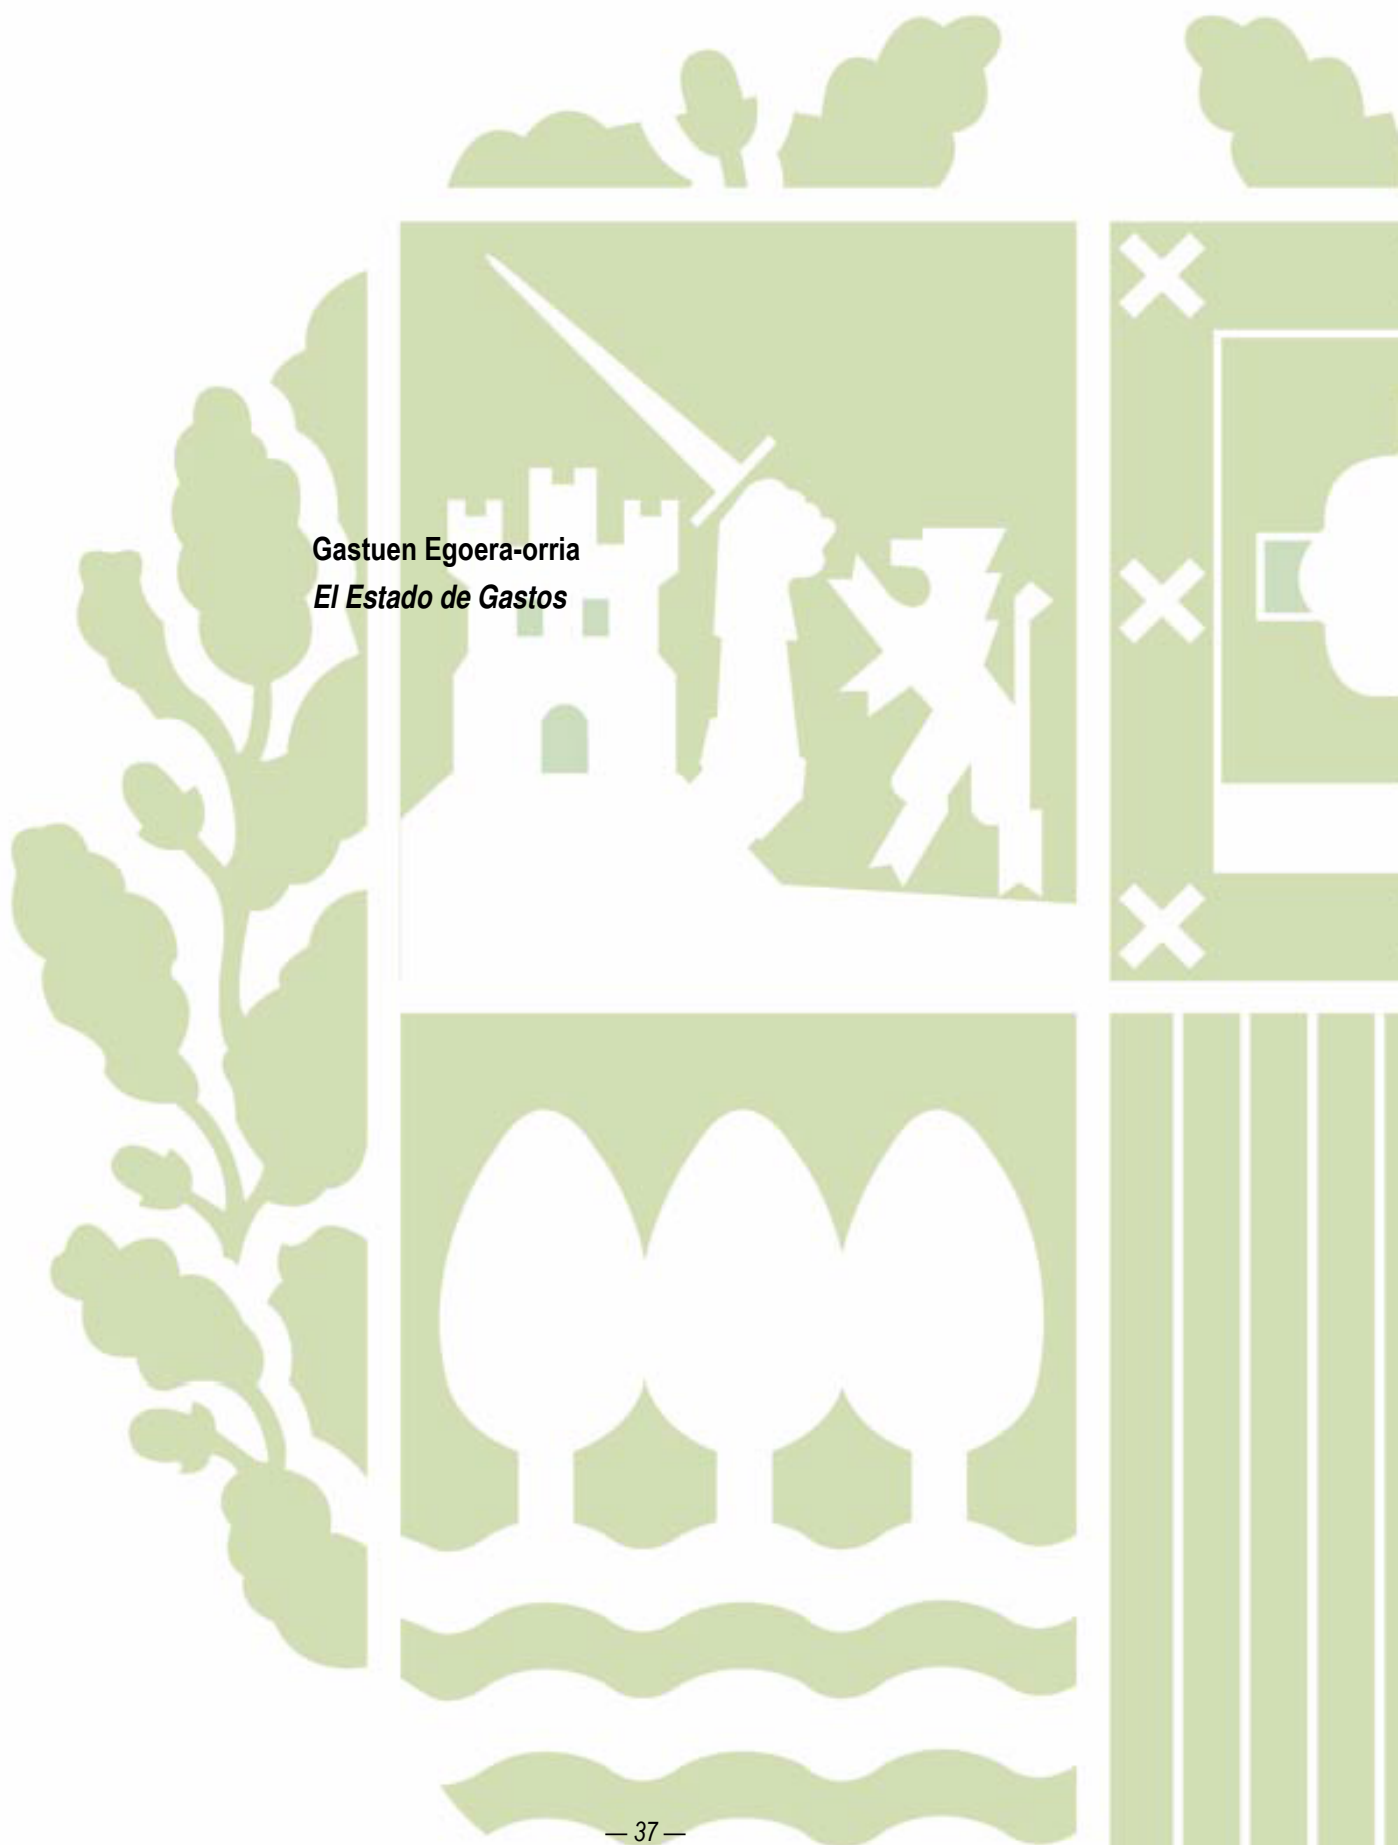 Gastuen Egoera-orria
El Estado de Gastos
— 37 —